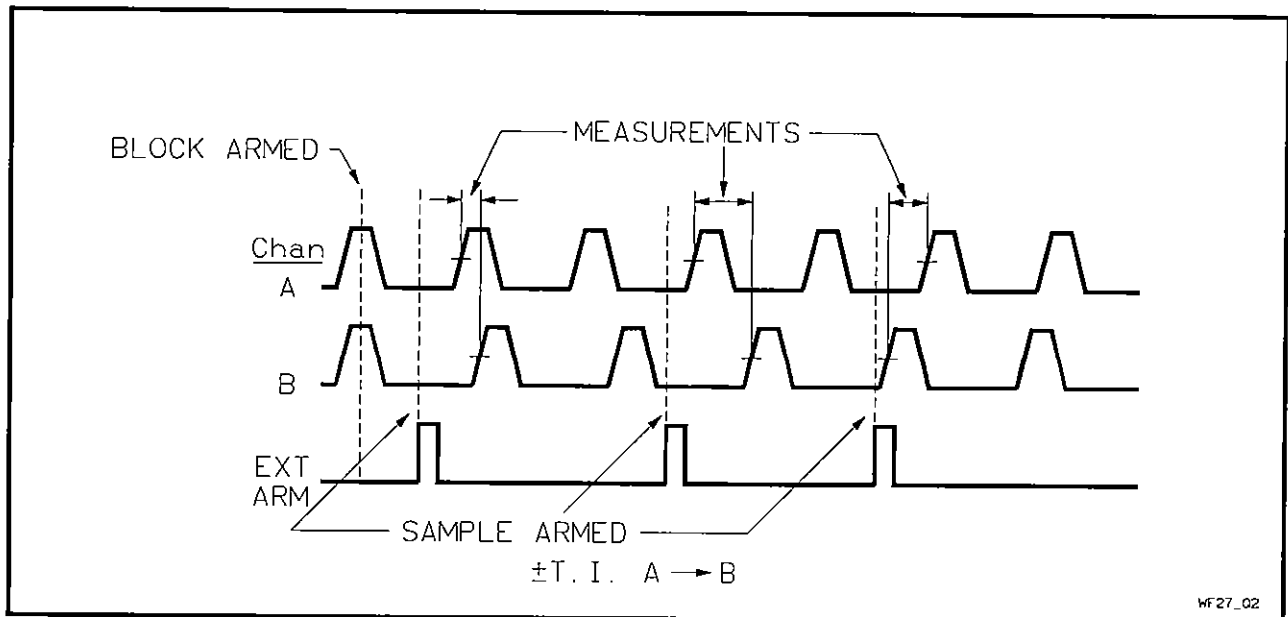 MEASUREMENTS
BLOCK ARMED
Chan
A
B
EXT
ARM
SAMPLE ARMED
±T. I. A → B
WF27_02